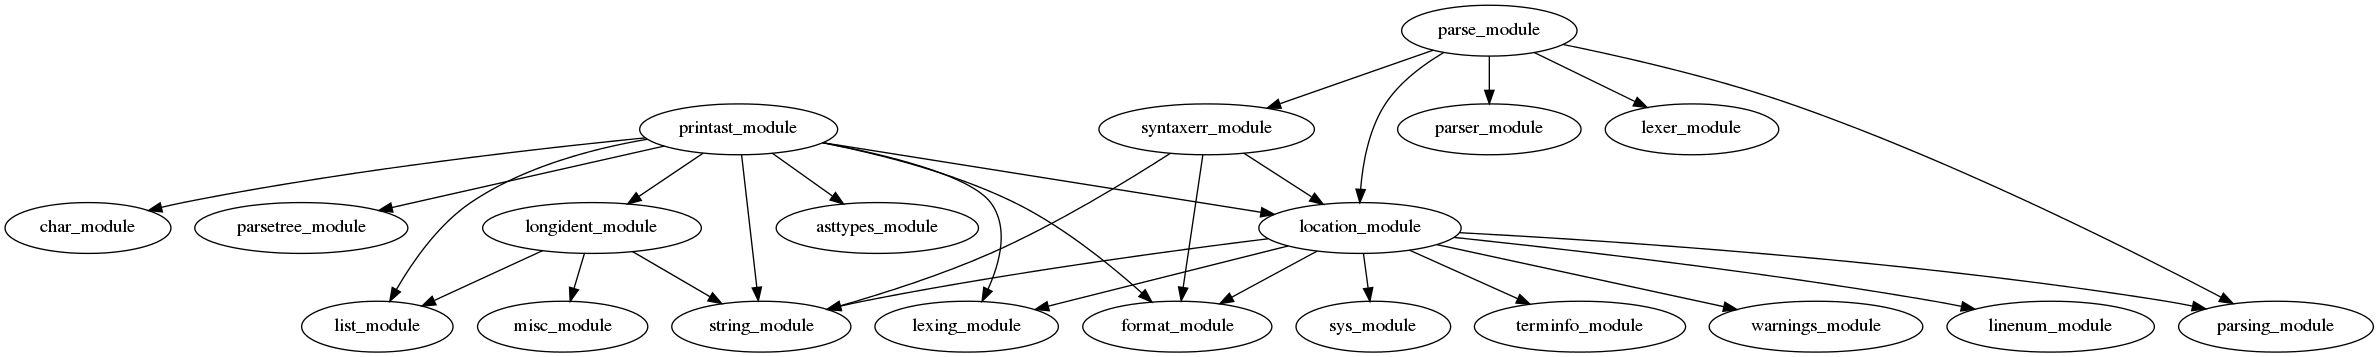 parse_module
printast_module
syntaxerr_module
parser_module
lexer_module
char_module
parsetree_module
longident_module
asttypes_module
location_module
list_module
misc_module
string_module
lexing_module
format_module
sys_module
terminfo_module
warnings_module
linenum_module
parsing_module